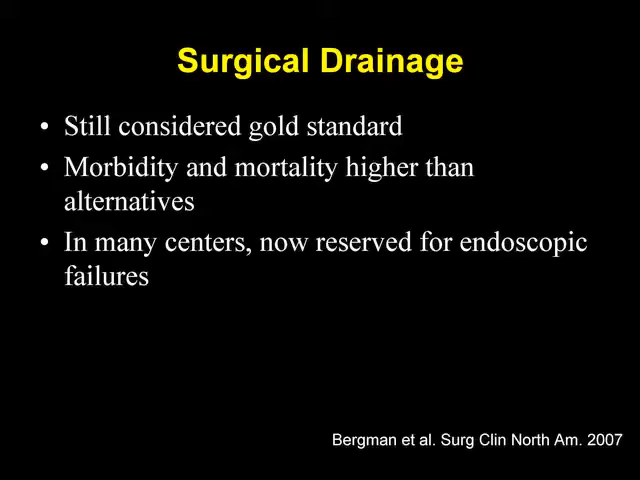 Surgical Drainage
• Still considered gold standard
• Morbidity and mortality higher than
alternatives
• In many centers, now reserved for endoscopic
failures
Bergman et al. Surg Clin North Am. 2007